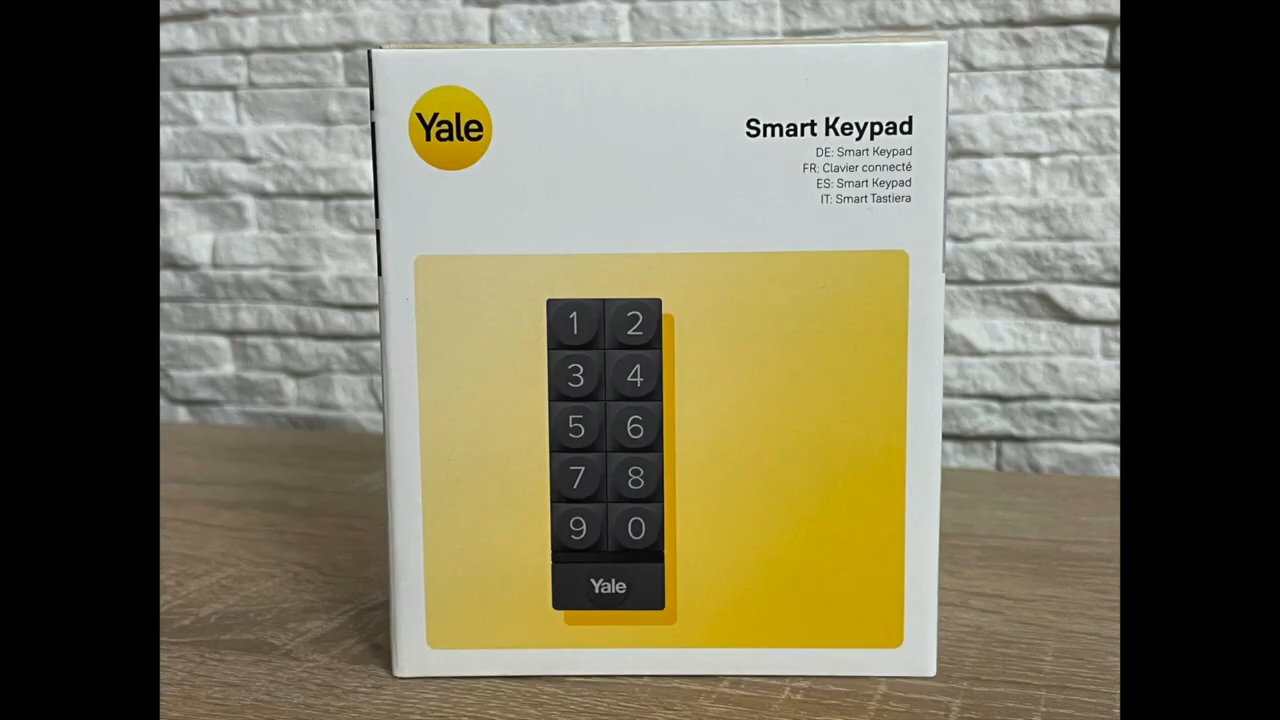 Yale
Smart Keypad
DE: Smart Keypad
FR: Clavier connecté
ES: Smart Keypad
IT: Smart Tastiera
1 2
3 4
5 6
7 8
9 0
Yale